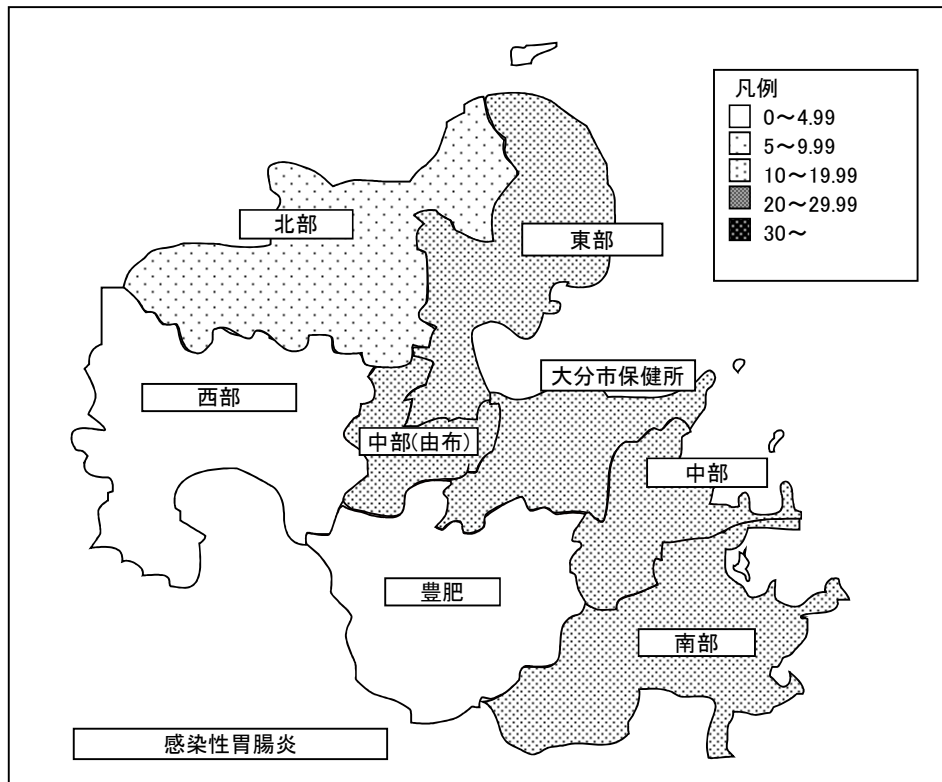 凡例
0～4.99
5～9.99
10～19.99
20～29.99
30～
北部
東部
大分市保健所
西部
中部(由布)
中部
豊肥
南部
感染性胃腸炎